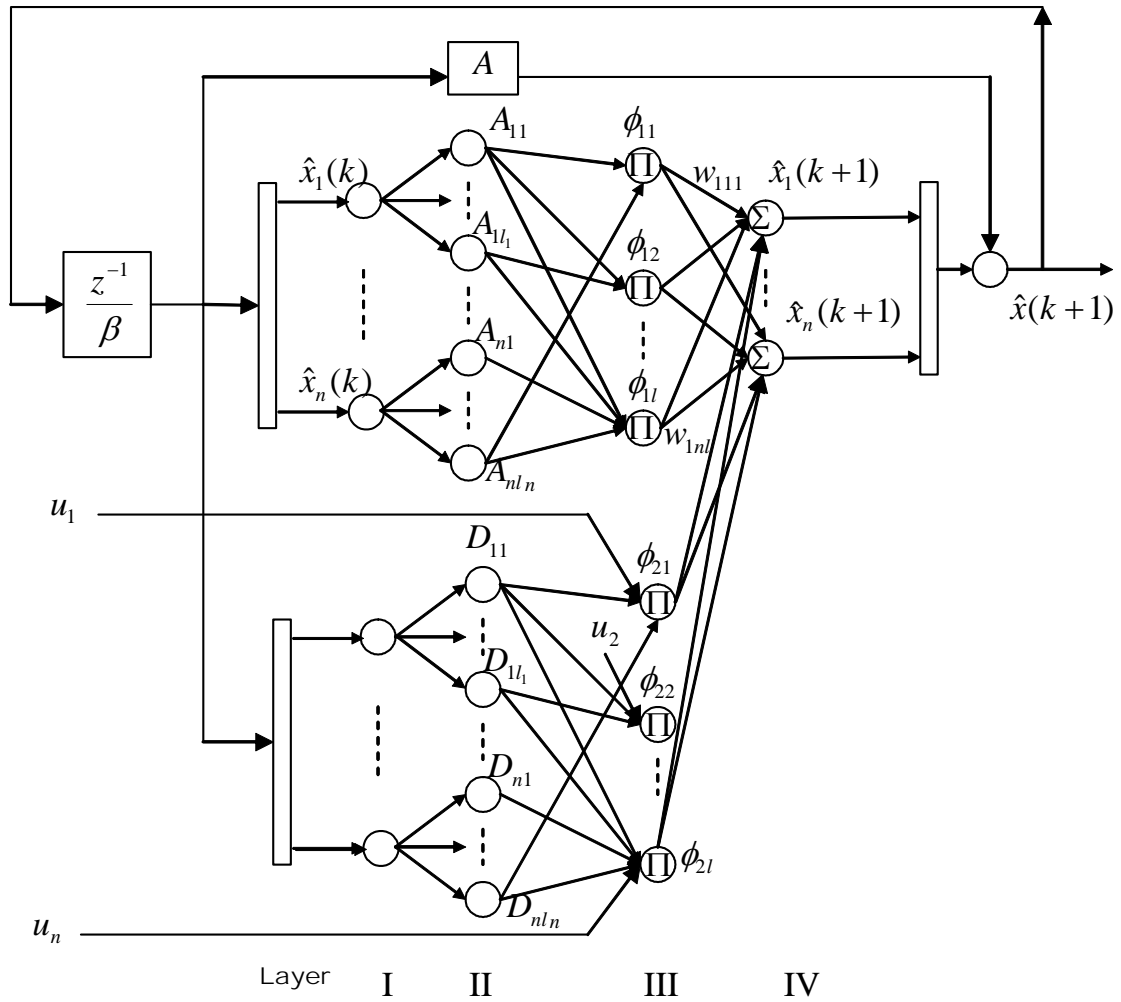 A
A₁₁
φ₁₁
x̂₁(k)
w₁₁₁
x̂₁(k+1)
Π
Σ
A₁ₗ₁
φ₁₂
Π
z⁻¹
β
x̂ₙ(k+1)
x̂(k+1)
Aₙ₁
Σ
x̂ₙ(k)
φ₁ₗ
Π
w₁ₙₗ
Aₙₗₙ
u₁
D₁₁
φ₂₁
Π
u₂
D₁ₗ₁
φ₂₂
Π
Dₙ₁
Π
φ₂ₗ
Dₙₗₙ
uₙ
Layer I II III IV